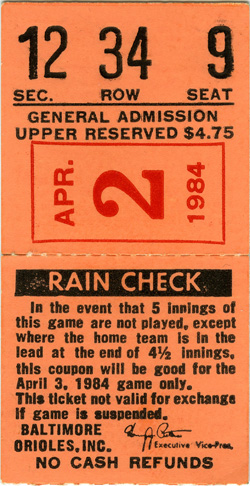 12 34 9
SEC. ROW SEAT
GENERAL ADMISSION
UPPER RESERVED $4.75
APR. 2 1984
RAIN CHECK
In the event that 5 innings
of this game are not played, except
where the home team is in the
lead at the end of 4½ innings,
this coupon will be good for the
April 3, 1984 game only.
This ticket not valid for exchange
if game is suspended.
BALTIMORE
ORIOLES, INC. Executive Vice-Pres.
NO CASH REFUNDS